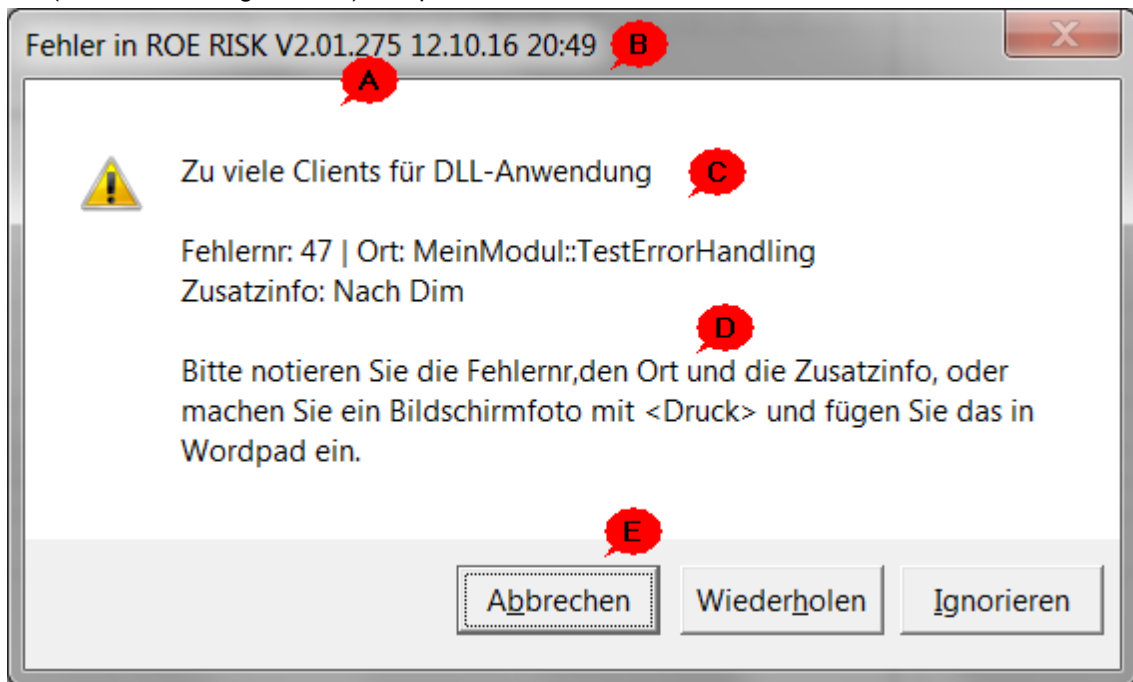 Fehler in ROE RISK V2.01.275 12.10.16 20:49 B
A
Zu viele Clients für DLL-Anwendung C
Fehlernr: 47 | Ort: MeinModul::TestErrorHandling
Zusatzinfo: Nach Dim
D
Bitte notieren Sie die Fehlernr,den Ort und die Zusatzinfo, oder
machen Sie ein Bildschirmfoto mit <Druck> und fügen Sie das in
Wordpad ein.
E
Abbrechen Wiederholen Ignorieren